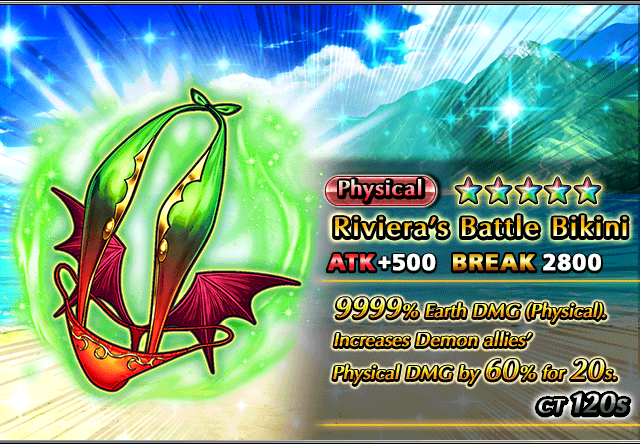 Physical
Riviera's Battle Bikini
ATK+500 BREAK 2800
9999% Earth DMG (Physical).
Increases Demon allies'
Physical DMG by 60% for 20s.
CT 120s